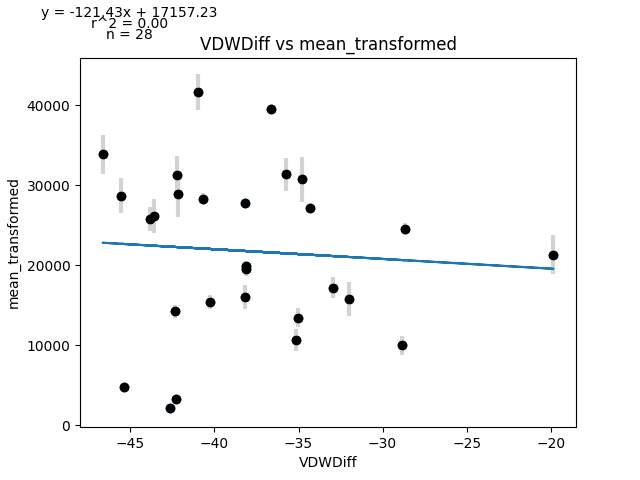 y = -121.43x + 17157.23
r^2 = 0.00
n = 28
VDWDiff vs mean_transformed
mean_transformed
40000
30000
20000
10000
0
−45
−40
−35
−30
−25
−20
VDWDiff